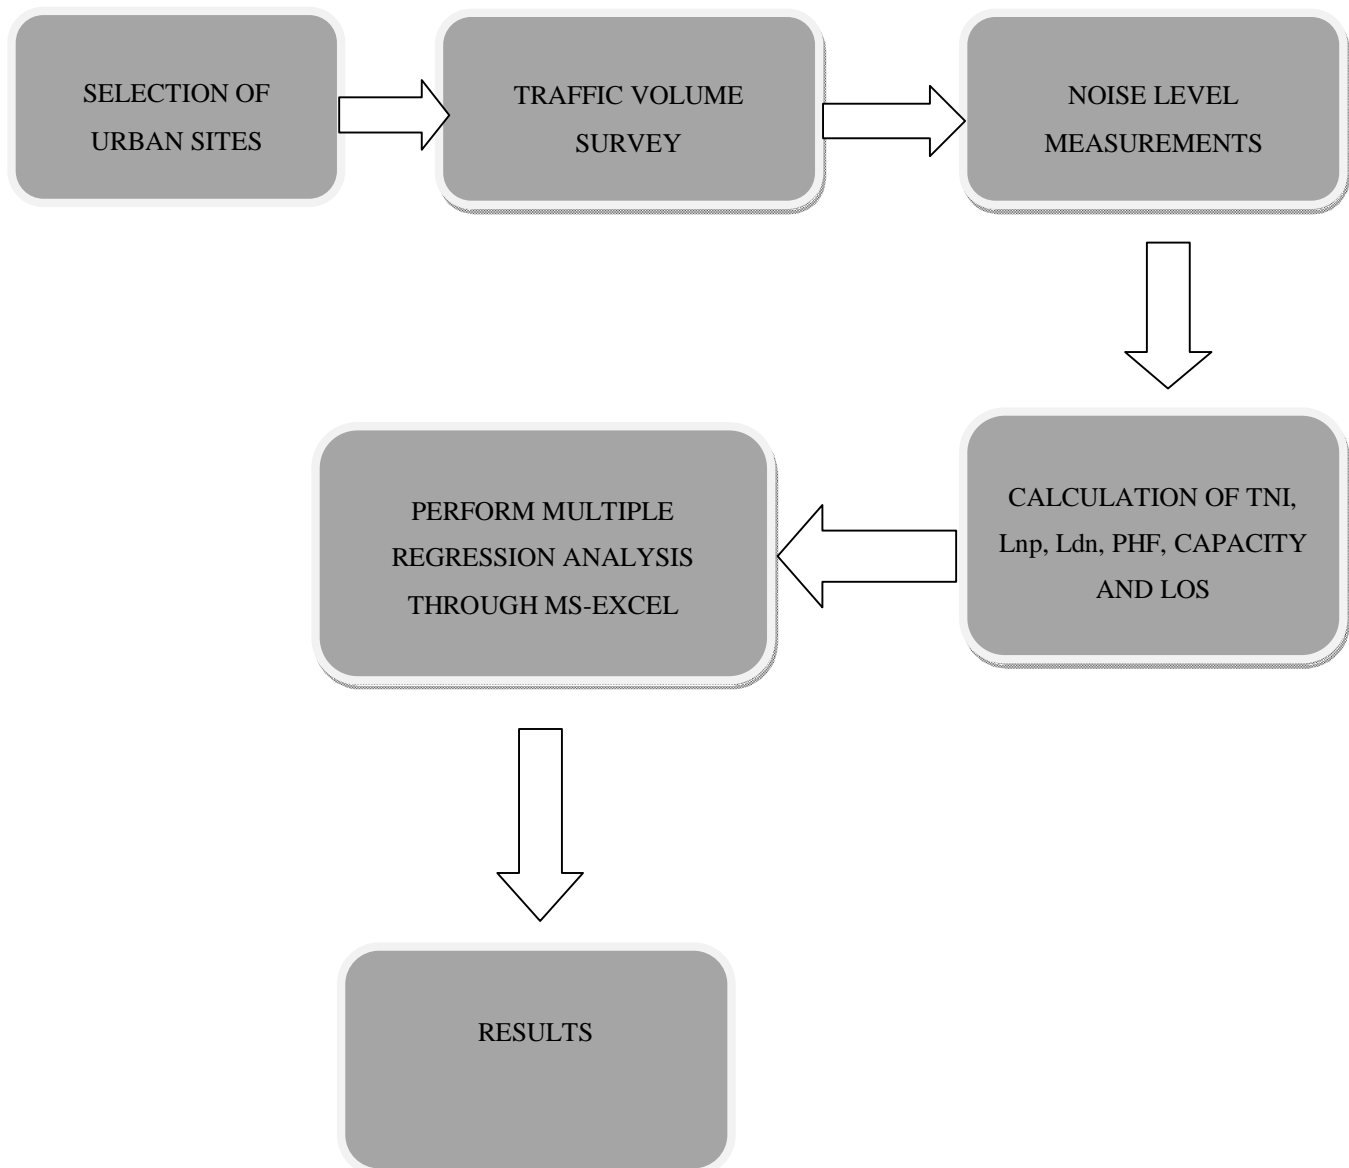 SELECTION OF
URBAN SITES
TRAFFIC VOLUME
SURVEY
NOISE LEVEL
MEASUREMENTS
CALCULATION OF TNI,
Lnp, Ldn, PHF, CAPACITY
AND LOS
PERFORM MULTIPLE
REGRESSION ANALYSIS
THROUGH MS-EXCEL
RESULTS